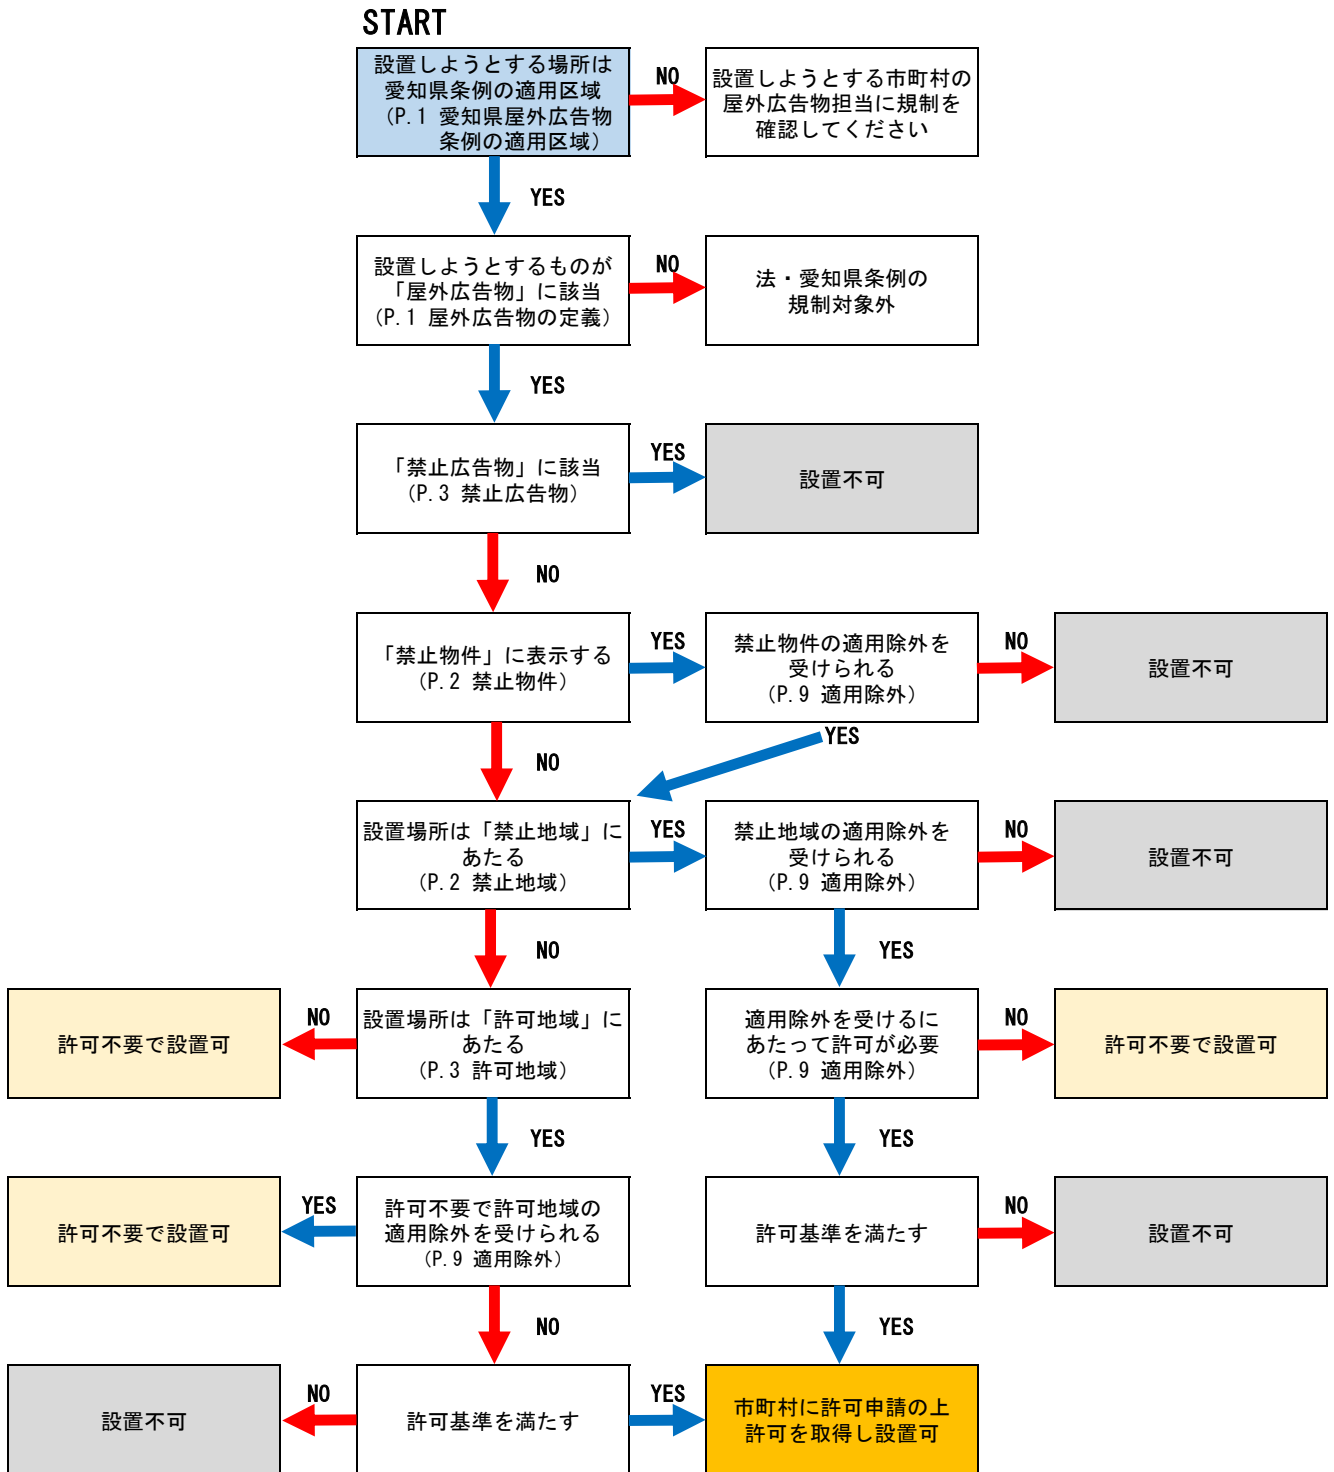 START
設置しようとする場所は
愛知県条例の適用区域
(P.1 愛知県屋外広告物
条例の適用区域)
NO
設置しようとする市町村の
屋外広告物担当に規制を
確認してください
YES
設置しようとするものが
「屋外広告物」に該当
(P.1 屋外広告物の定義)
NO
法・愛知県条例の
規制対象外
YES
「禁止広告物」に該当
(P.3 禁止広告物)
YES
設置不可
NO
「禁止物件」に表示する
(P.2 禁止物件)
YES
禁止物件の適用除外を
受けられる
(P.9 適用除外)
NO
設置不可
YES
NO
設置場所は「禁止地域」に
あたる
(P.2 禁止地域)
YES
禁止地域の適用除外を
受けられる
(P.9 適用除外)
NO
設置不可
NO
YES
許可不要で設置可
NO
設置場所は「許可地域」に
あたる
(P.3 許可地域)
適用除外を受けるに
あたって許可が必要
(P.9 適用除外)
NO
許可不要で設置可
YES
YES
許可不要で設置可
YES
許可不要で許可地域の
適用除外を受けられる
(P.9 適用除外)
許可基準を満たす
NO
設置不可
NO
YES
設置不可
NO
許可基準を満たす
YES
市町村に許可申請の上
許可を取得し設置可